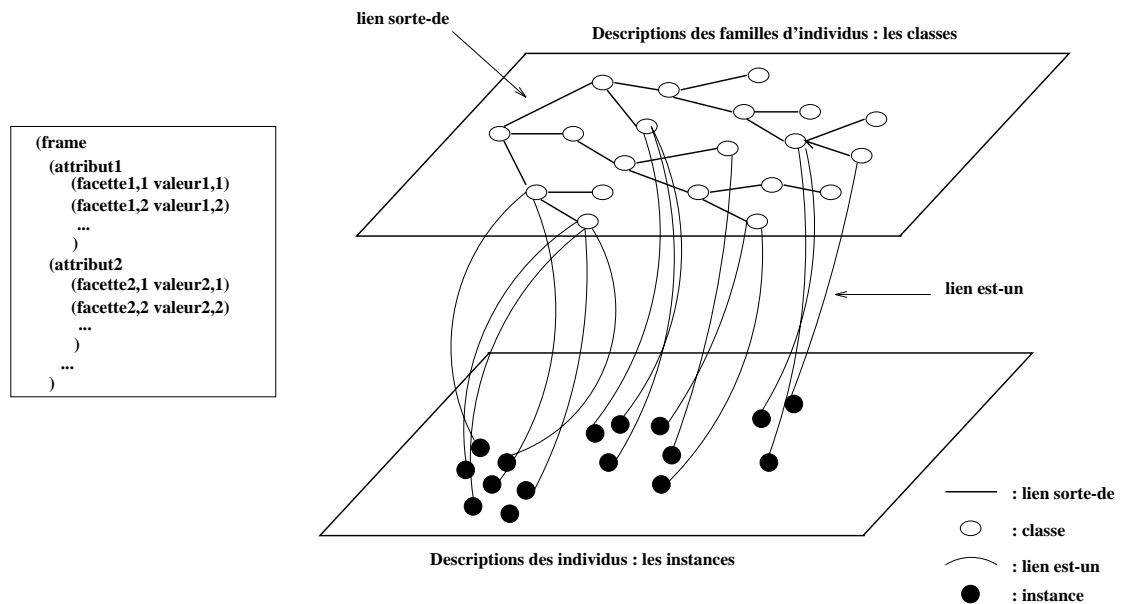 lien sorte-de
Descriptions des familles d'individus : les classes
(frame
(attribut1
(facette1,1 valeur1,1)
(facette1,2 valeur1,2)
...
)
(attribut2
(facette2,1 valeur2,1)
(facette2,2 valeur2,2)
...
)
...
)
lien est-un
Descriptions des individus : les instances
: lien sorte-de
: classe
: lien est-un
: instance